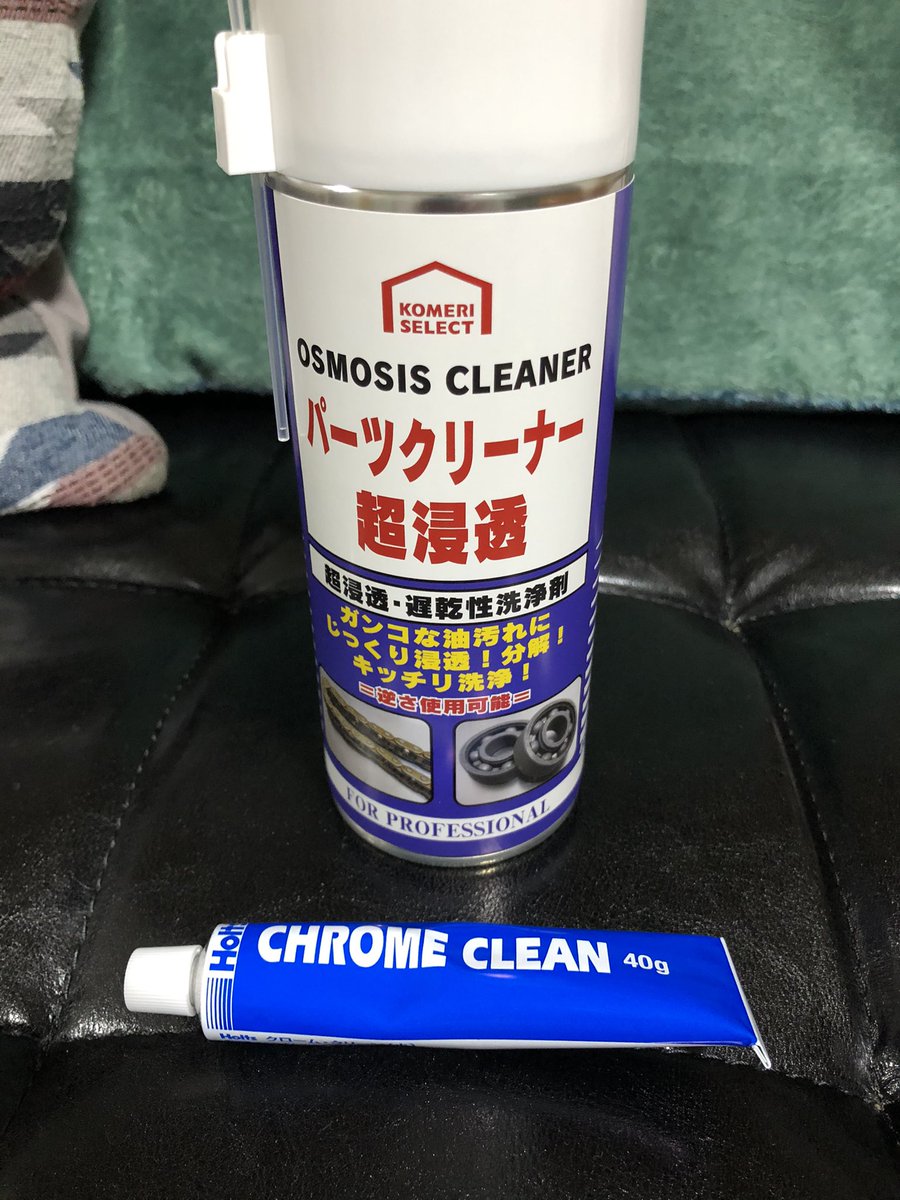 KOMERI
SELECT
OSMOSIS CLEANER
パーツクリーナー
超浸透
超浸透・遅乾性洗浄剤
ガンコな油汚れに
じっくり浸透！分解！
キッチリ洗浄！
＝逆さ使用可能＝
FOR PROFESSIONAL
Holts
CHROME CLEAN 40g
Holts